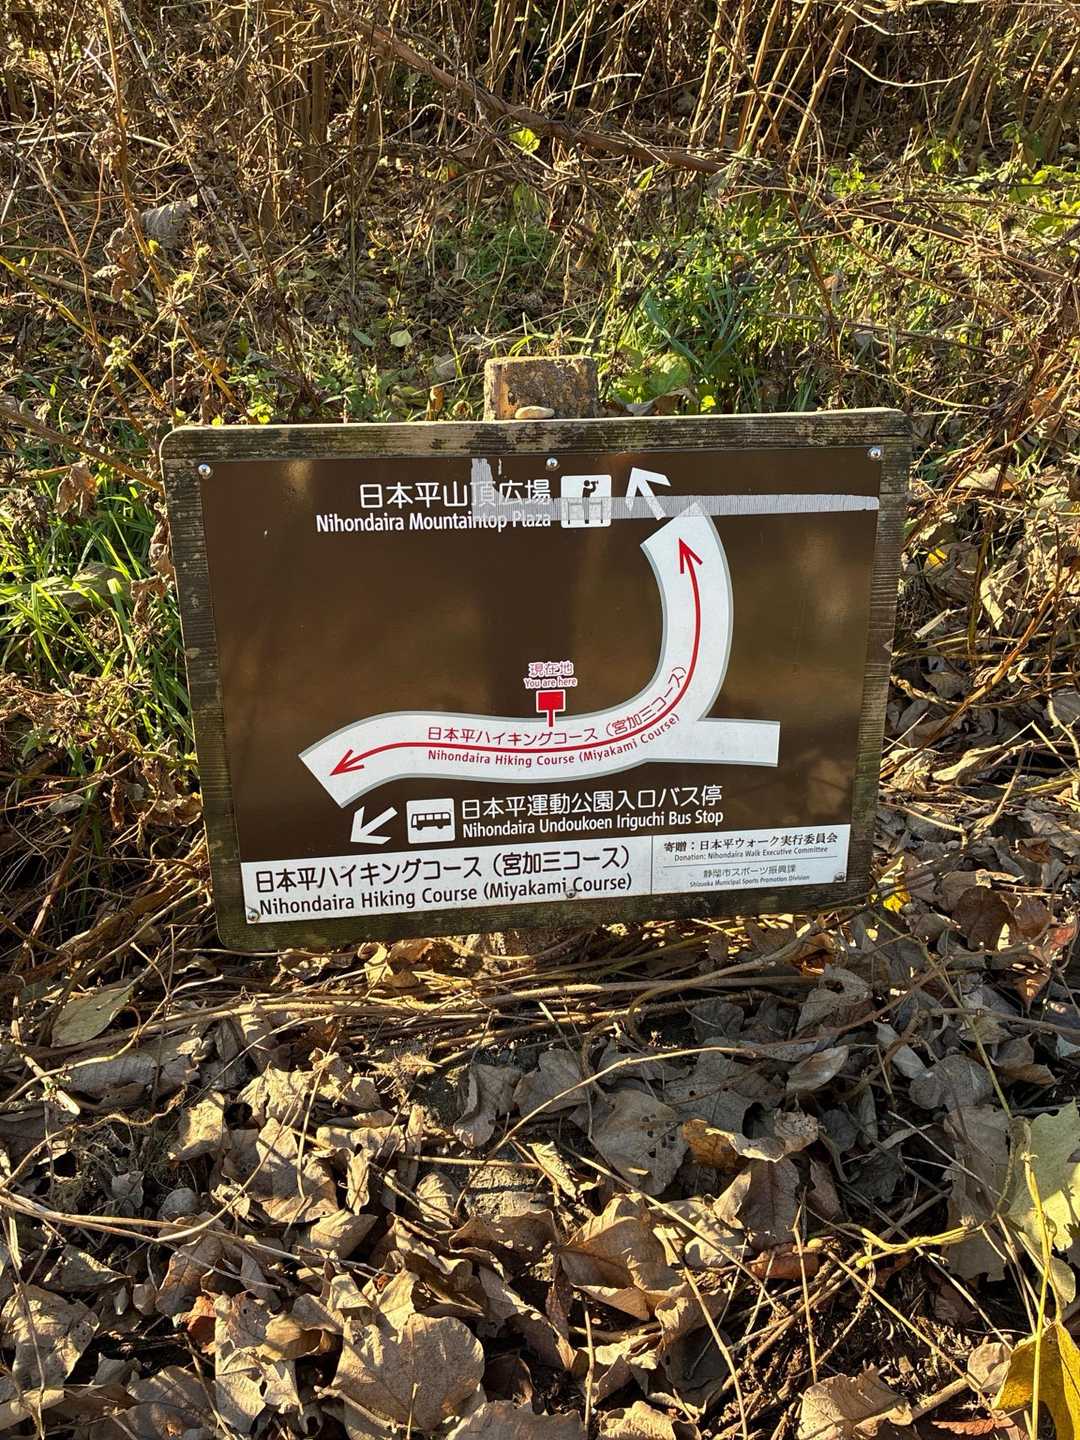 日本平山頂広場
Nihondaira Mountaintop Plaza
現在地
You are here
日本平ハイキングコース（宮加三コース）
Nihondaira Hiking Course (Miyakami Course)
日本平運動公園入口バス停
Nihondaira Undoukoen Iriguchi Bus Stop
日本平ハイキングコース（宮加三コース）
Nihondaira Hiking Course (Miyakami Course)
寄贈：日本平ウォーク実行委員会
Donation: Nihondaira Walk Executive Committee
静岡市スポーツ振興課
Shizuoka Municipal Sports Promotion Division